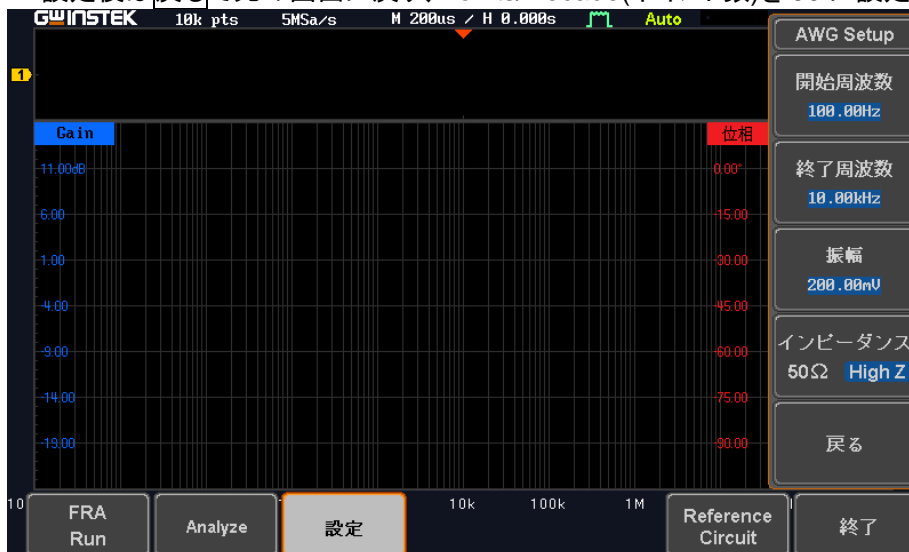 GWINSTEK 10k pts 5MSa/s M 200us / H 0.000s Auto
AWG Setup
1
開始周波数
100.00Hz
Gain
位相
11.00dB
0.00°
終了周波数
10.00kHz
6.00
-15.00
1.00
-30.00
振幅
200.00mV
-4.00
-45.00
-9.00
-60.00
インピーダンス
50Ω High Z
-14.00
-75.00
-19.00
-90.00
戻る
10
10k
100k
1M
FRA
Run
Analyze
設定
Reference
Circuit
終了